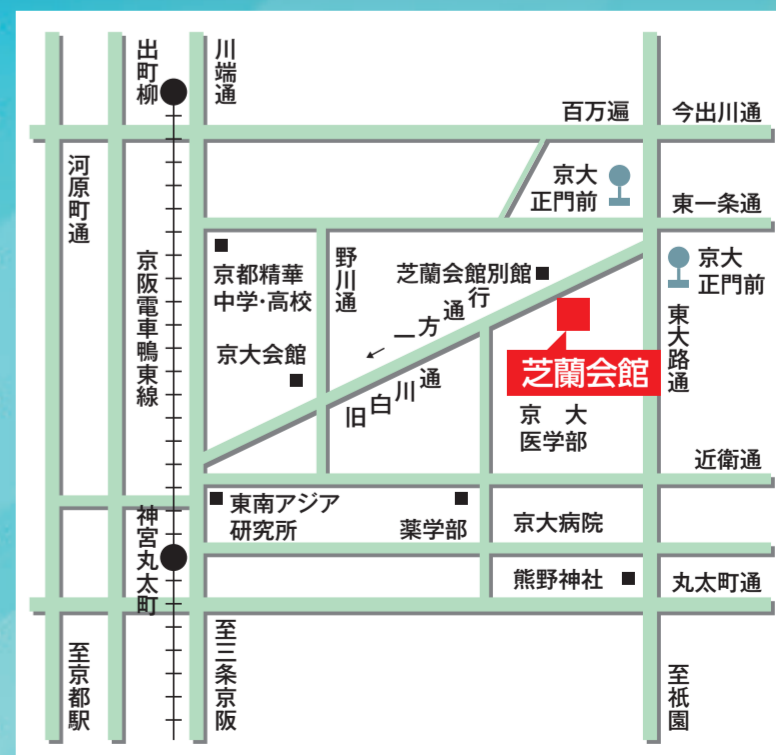 出町柳
川端通
百万遍
今出川通
河原町通
京大
正門前
東一条通
京都精華
中学・高校
野川通
芝蘭会館別館
京大
正門前
京阪電車鴨東線
一方通行
東大路通
京大会館
芝蘭会館
旧白川通
京大
医学部
近衛通
東南アジア
研究所
薬学部
京大病院
神宮丸太町
熊野神社
丸太町通
至京都駅
至三条京阪
至祇園